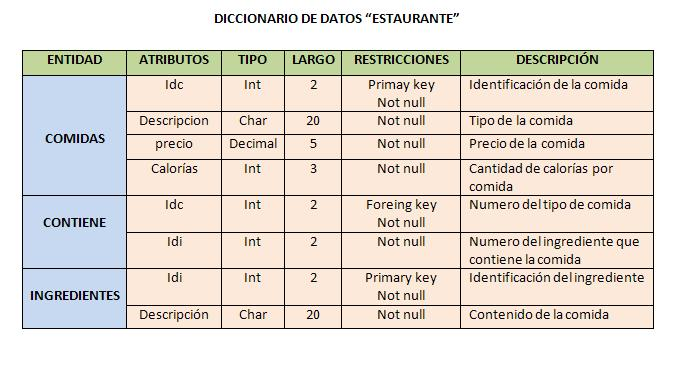 DICCIONARIO DE DATOS “ESTAURANTE”
ENTIDAD ATRIBUTOS TIPO LARGO RESTRICCIONES DESCRIPCIÓN
COMIDAS
Idc Int 2 Primay key Identificación de la comida
Not null
Descripcion Char 20 Not null Tipo de la comida
precio Decimal 5 Not null Precio de la comida
Calorías Int 3 Not null Cantidad de calorías por
comida
CONTIENE
Idc Int 2 Foreing key Numero del tipo de comida
Not null
Idi Int 2 Not null Numero del ingrediente que
contiene la comida
INGREDIENTES
Idi Int 2 Primary key Identificación del ingrediente
Not null
Descripción Char 20 Not null Contenido de la comida